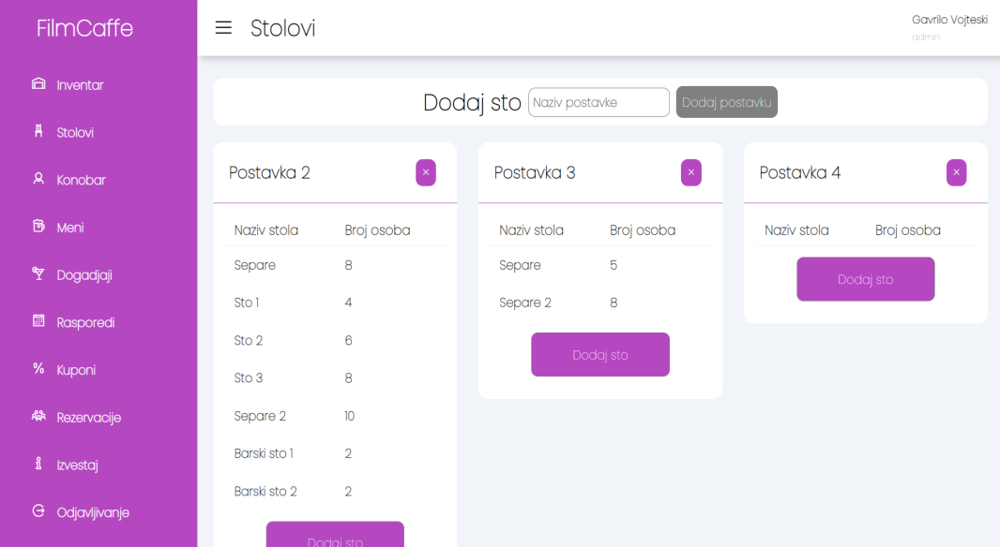 FilmCaffe
Inventar
Stolovi
Konobar
Meni
Dogadjaji
Rasporedi
Kuponi
Rezervacije
Izvestaj
Odjavljivanje
Stolovi
Gavrilo Vojteski
admin
Dodaj sto Naziv postavke Dodaj postavku
Postavka 2 ×
Naziv stola Broj osoba
Separe 8
Sto 1 4
Sto 2 6
Sto 3 8
Separe 2 10
Barski sto 1 2
Barski sto 2 2
Dodaj sto
Postavka 3 ×
Naziv stola Broj osoba
Separe 5
Separe 2 8
Dodaj sto
Postavka 4 ×
Naziv stola Broj osoba
Dodaj sto